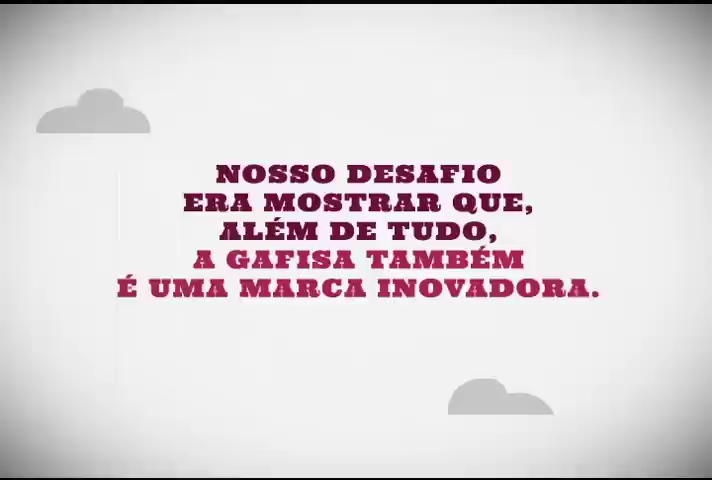 NOSSO DESAFIO
ERA MOSTRAR QUE,
ALÉM DE TUDO,
A GAFISA TAMBÉM
É UMA MARCA INOVADORA.